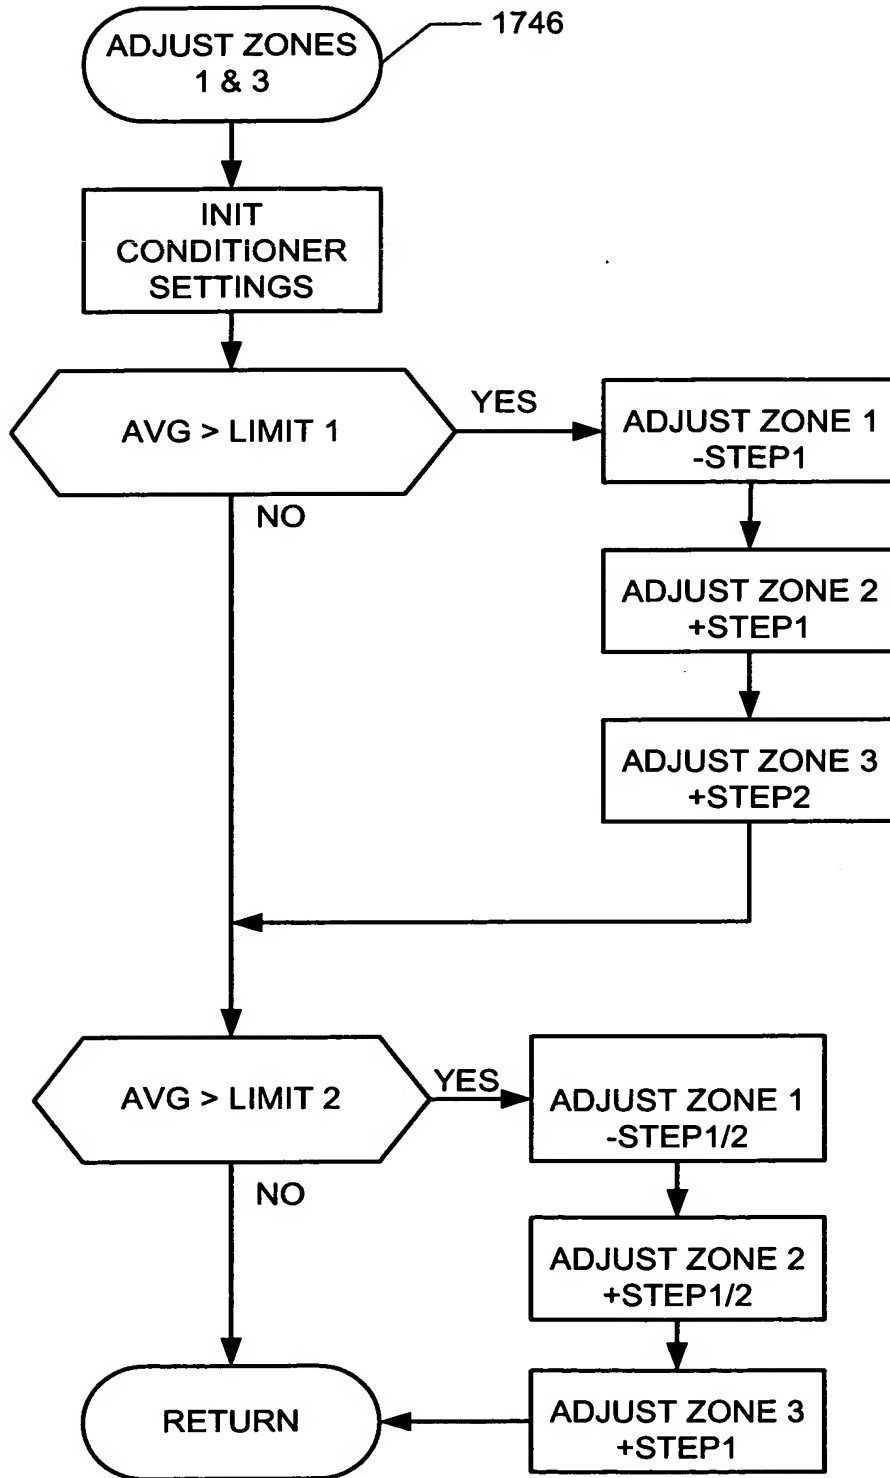 ADJUST ZONES
1 & 3
1746
INIT
CONDITIONER
SETTINGS
AVG > LIMIT 1
YES
NO
ADJUST ZONE 1
-STEP1
ADJUST ZONE 2
+STEP1
ADJUST ZONE 3
+STEP2
AVG > LIMIT 2
YES
NO
ADJUST ZONE 1
-STEP1/2
ADJUST ZONE 2
+STEP1/2
ADJUST ZONE 3
+STEP1
RETURN